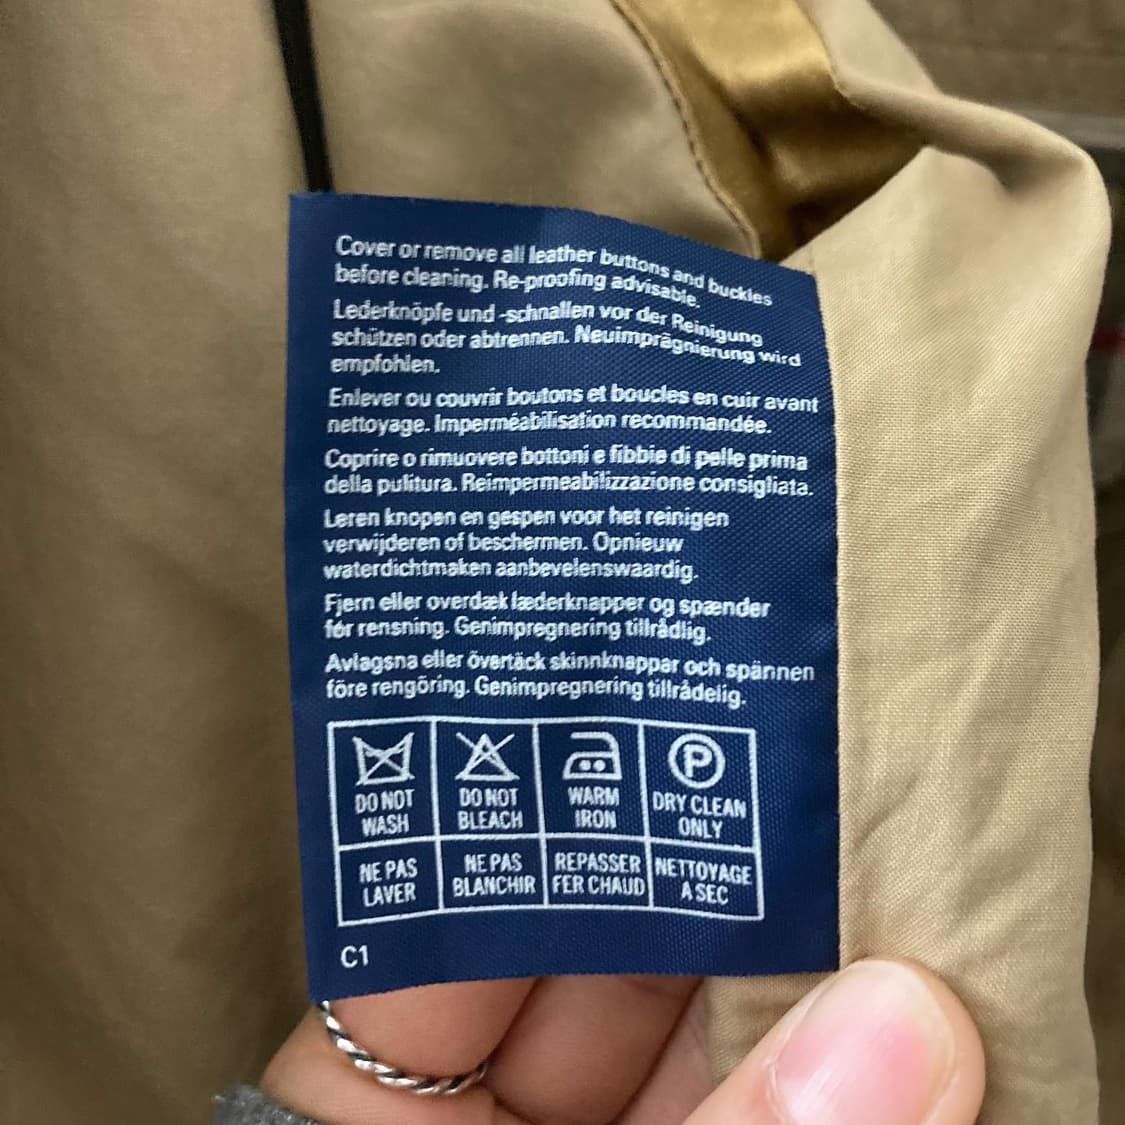 Cover or remove all leather buttons and buckles
before cleaning. Re-proofing advisable.
Lederknöpfe und -schnallen vor der Reinigung
schützen oder abtrennen. Neuimprägnierung wird
empfohlen.
Enlever ou couvrir boutons et boucles en cuir avant
nettoyage. Imperméabilisation recommandée.
Coprire o rimuovere bottoni e fibbie di pelle prima
della pulitura. Reimpermeabilizzazione consigliata.
Leren knopen en gespen voor het reinigen
verwijderen of beschermen. Opnieuw
waterdichtmaken aanbevelenswaardig.
Fjern eller overdæk læderknapper og spænder
før rensning. Genimpregnering tillrådlig.
Avlagsna eller övertäck skinnknappar och spännen
före rengöring. Genimpregnering tillrådelig.
P
DO NOT WASH
DO NOT BLEACH
WARM IRON
DRY CLEAN ONLY
NE PAS LAVER
NE PAS BLANCHIR
REPASSER FER CHAUD
NETTOYAGE A SEC
C1